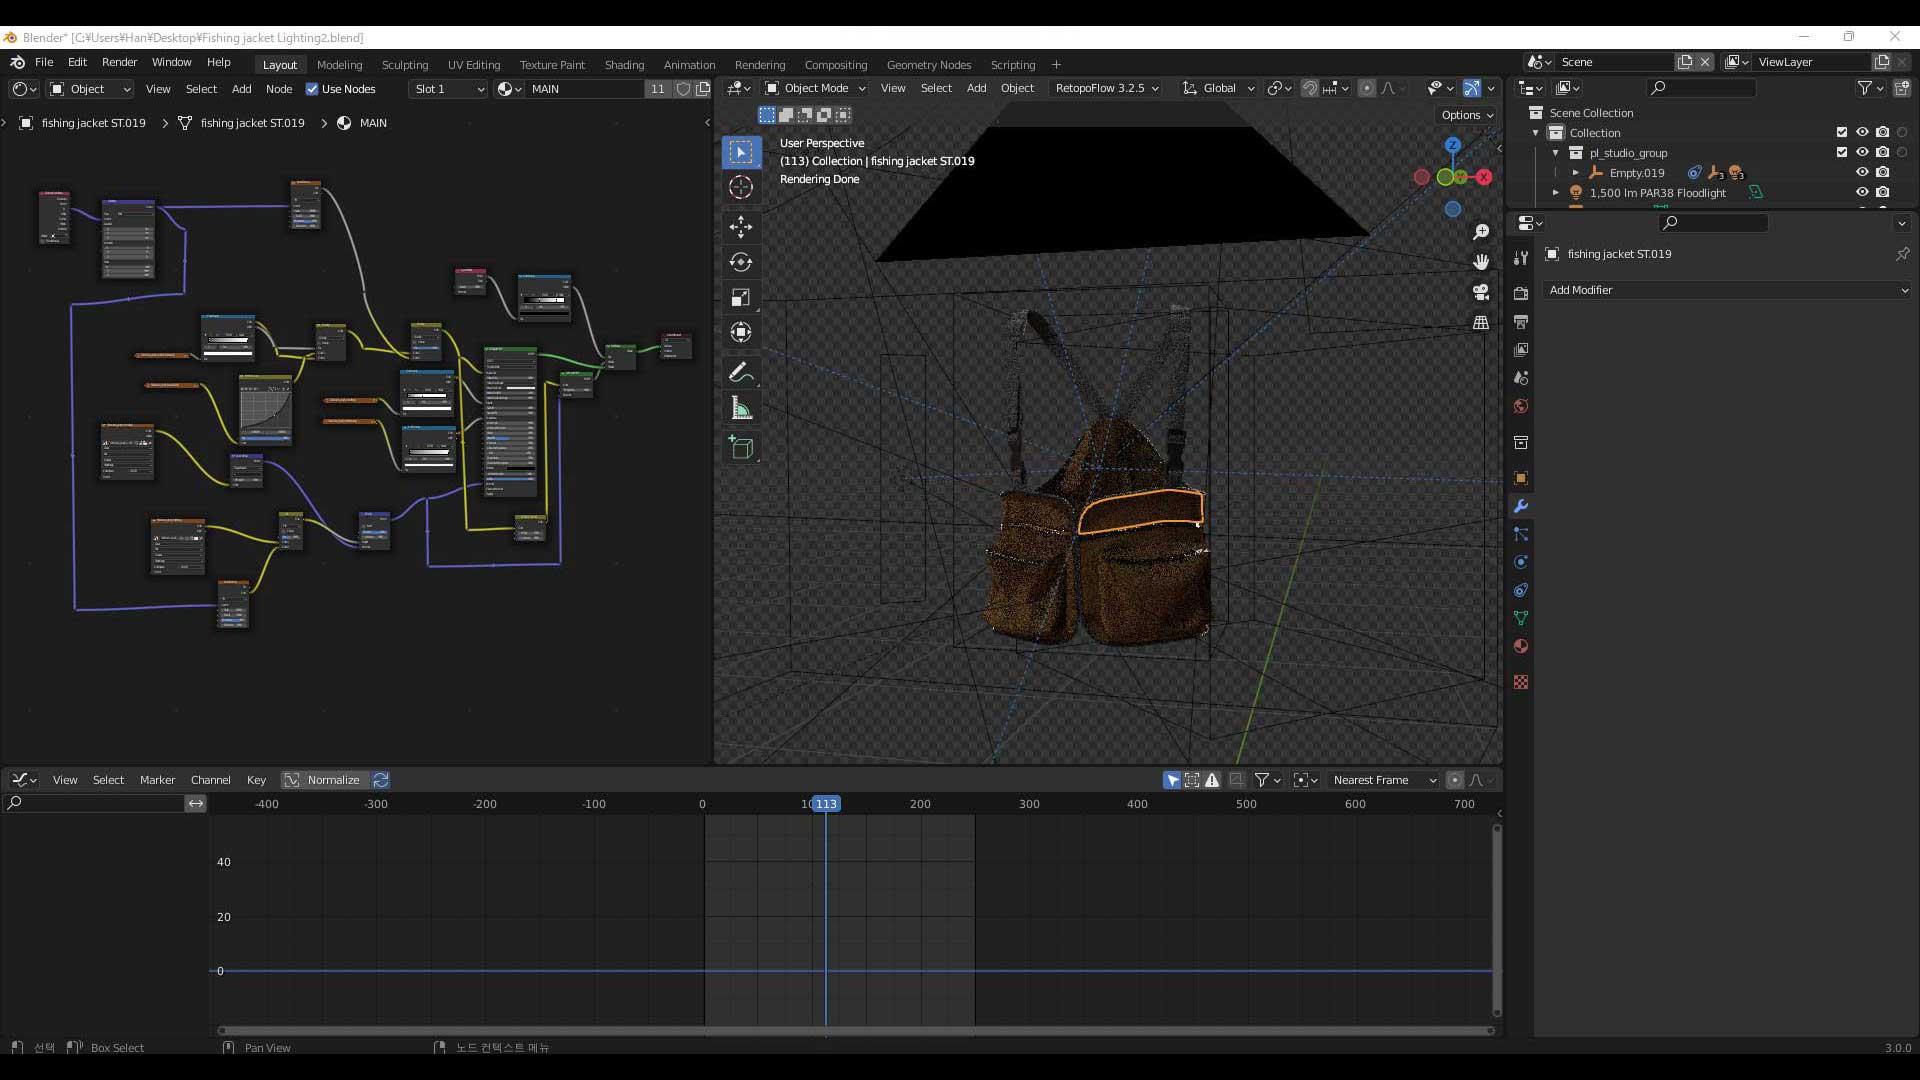 Blender* [C:¥Users¥Han¥Desktop¥Fishing jacket Lighting2.blend]
File Edit Render Window Help Layout Modeling Sculpting UV Editing Texture Paint Shading Animation Rendering Compositing Geometry Nodes Scripting + Scene ViewLayer
Object View Select Add Node Use Nodes Slot 1 MAIN 11
Object Mode View Select Add Object RetopoFlow 3.2.5 Global
Options
fishing jacket ST.019 > fishing jacket ST.019 > MAIN
User Perspective
(113) Collection | fishing jacket ST.019
Rendering Done
Z
X
Scene Collection
Collection
pl_studio_group
Empty.019 3 3
1,500 lm PAR38 Floodlight
fishing jacket ST.019
Add Modifier
View Select Marker Channel Key Normalize Nearest Frame
-400 -300 -200 -100 0 10 113 200 300 400 500 600 700
40
20
0
선택 Box Select Pan View 노드 컨텍스트 메뉴 3.0.0